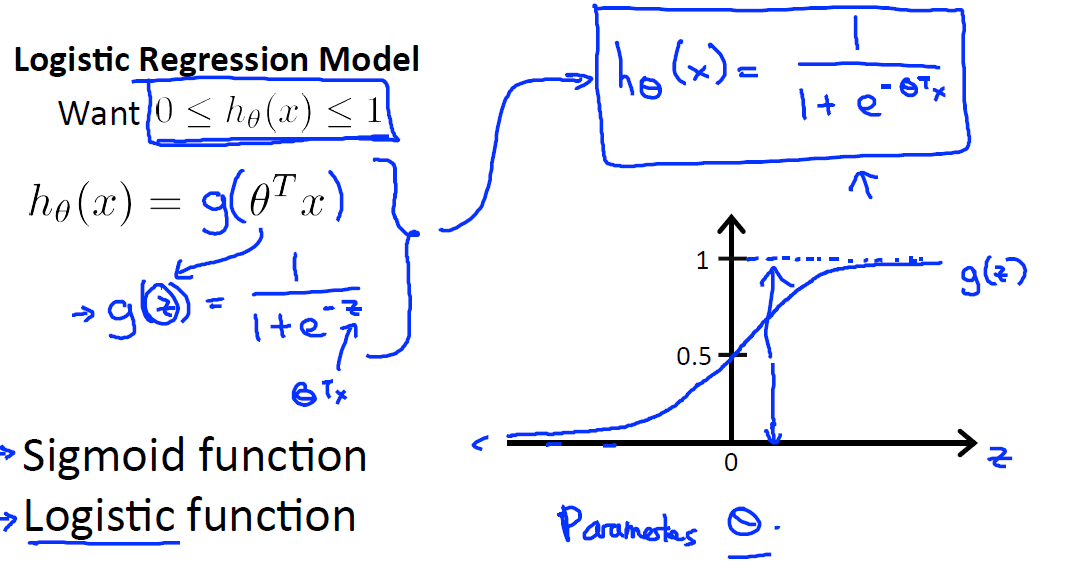 Logistic Regression Model
Want 0 ≤ hθ(x) ≤ 1
hθ(x) = g(θᵀx)
→ g(z) = 1/(1+e^(-z))
θᵀx
→ Sigmoid function
→ Logistic function
hθ(x) = 1/(1+e^(-θᵀx))
1
g(z)
0.5
0
z
Parametes θ.